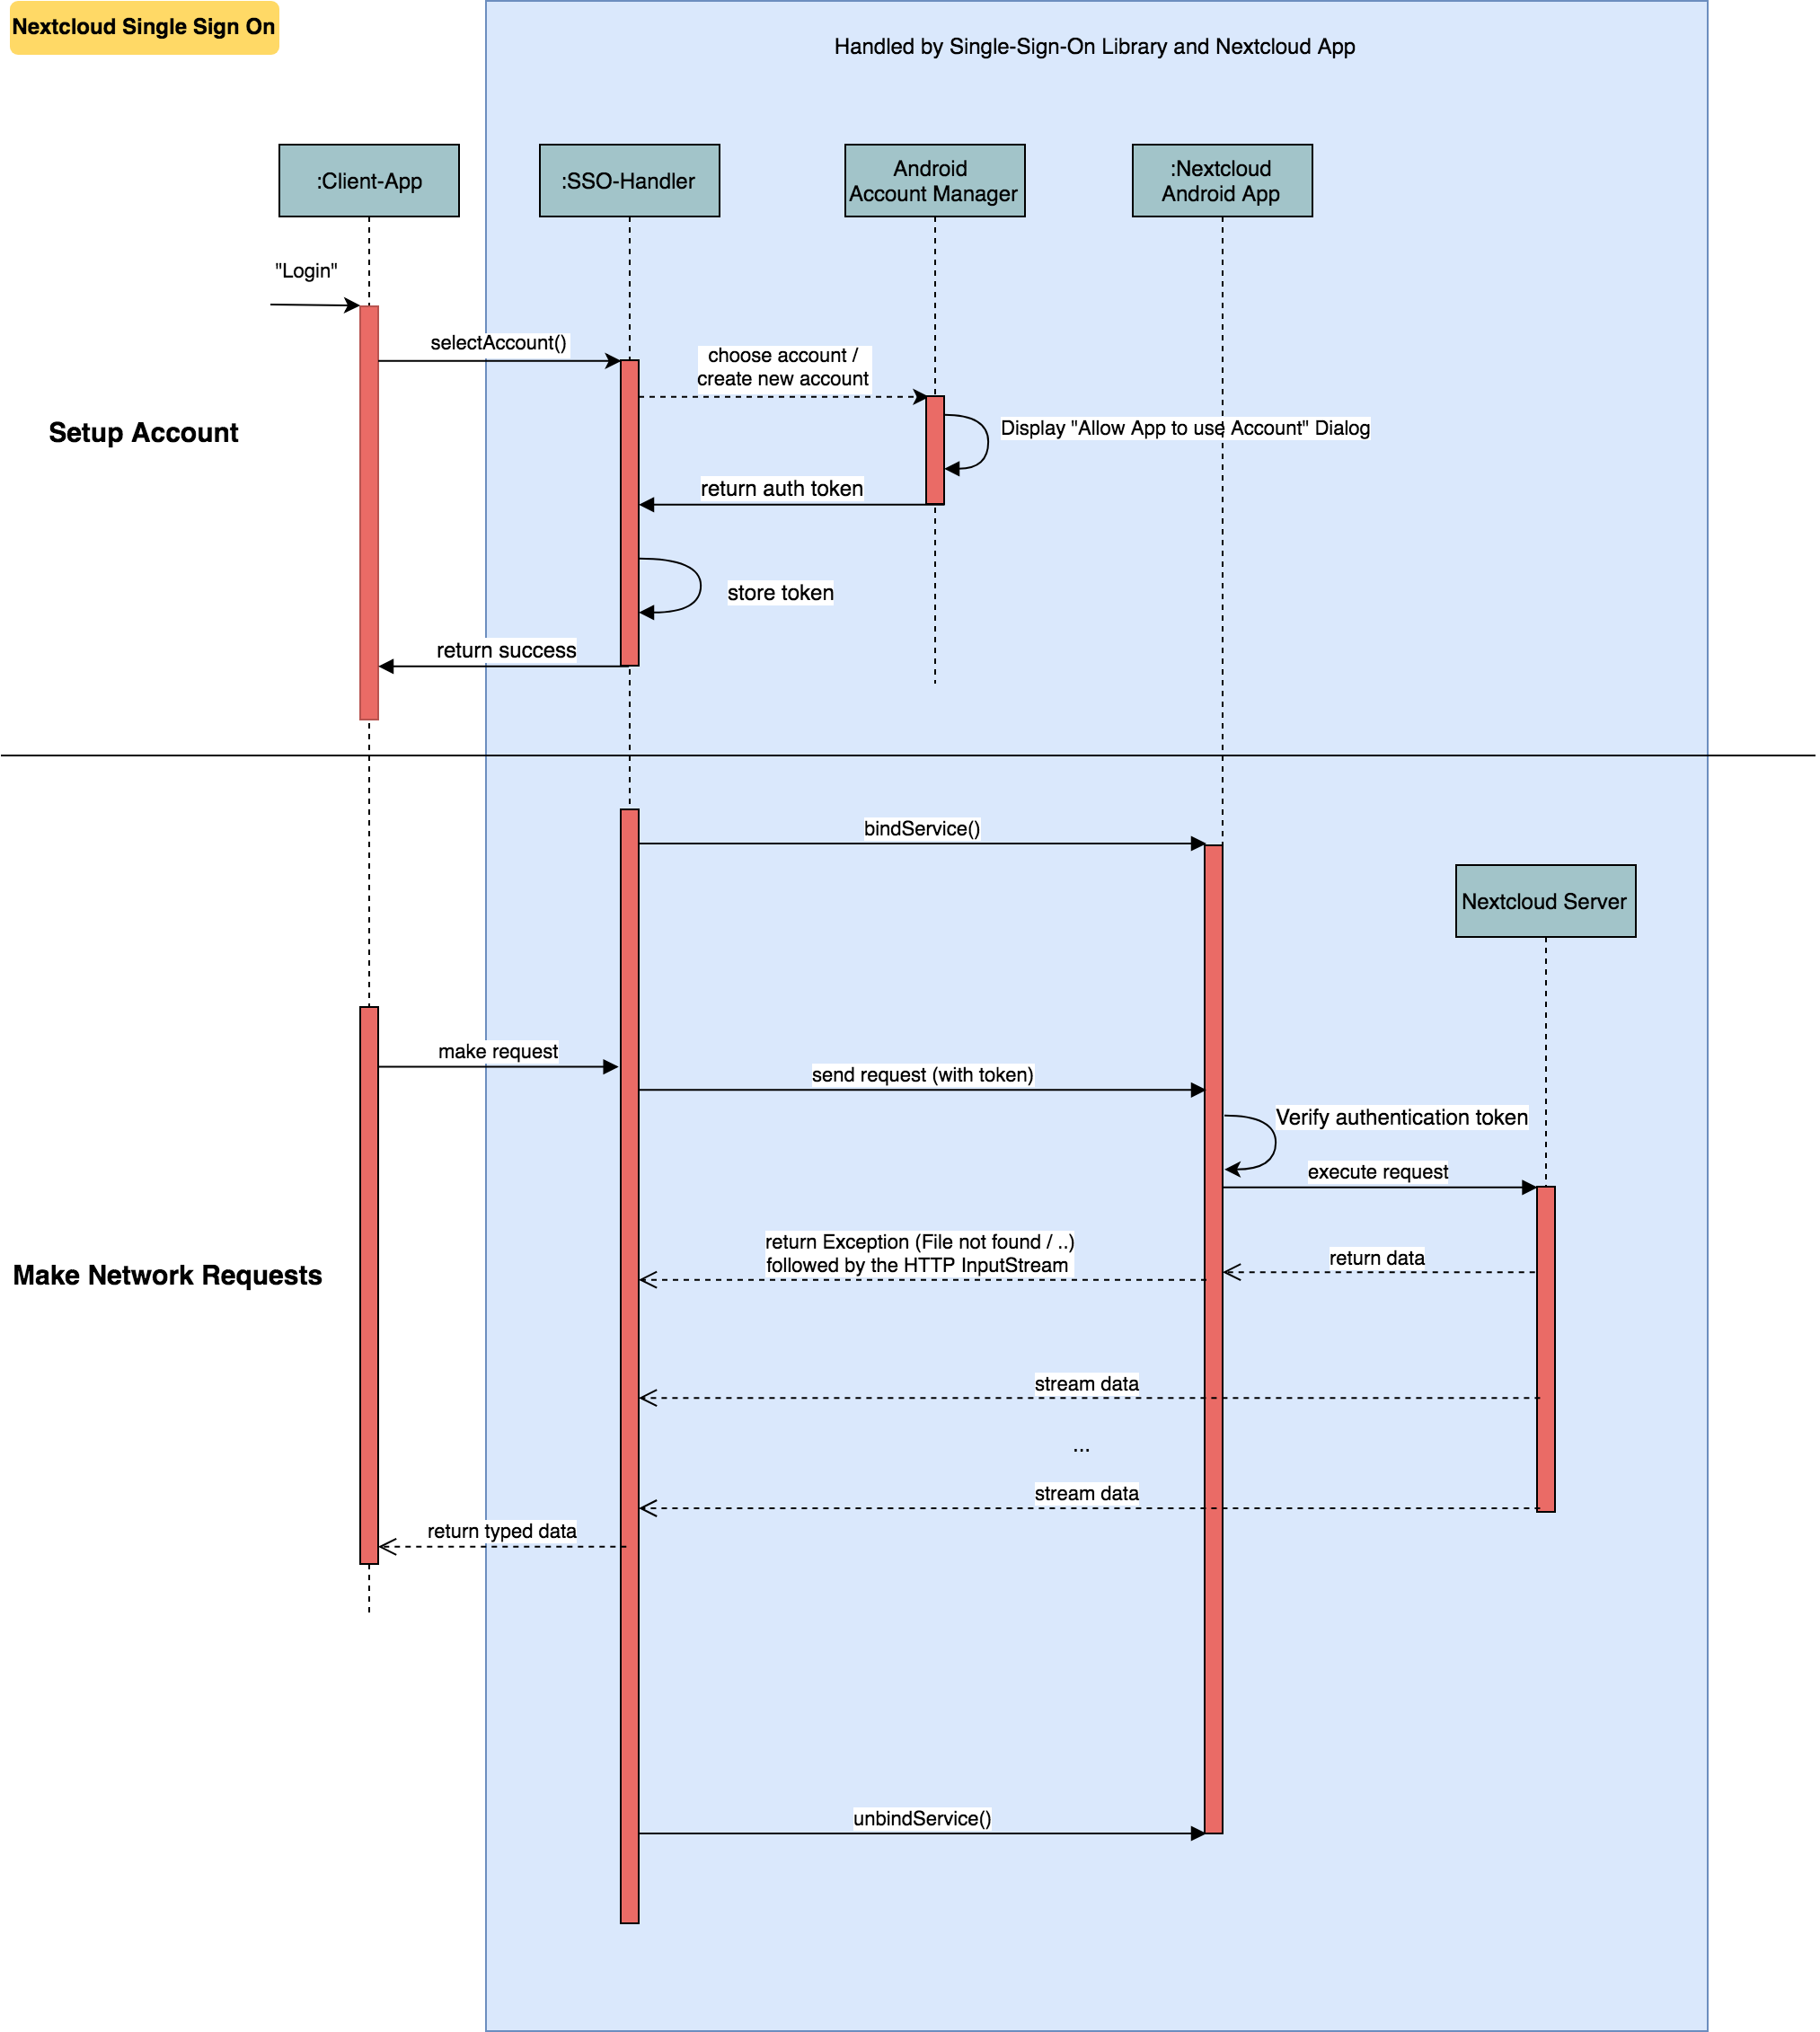 Nextcloud Single Sign On
Handled by Single-Sign-On Library and Nextcloud App
:Client-App
:SSO-Handler
Android
Account Manager
:Nextcloud
Android App
"Login"
selectAccount()
choose account /
create new account
Setup Account
Display "Allow App to use Account" Dialog
return auth token
store token
return success
bindService()
Nextcloud Server
make request
send request (with token)
Verify authentication token
execute request
return Exception (File not found / ..)
followed by the HTTP InputStream
return data
Make Network Requests
stream data
...
stream data
return typed data
unbindService()